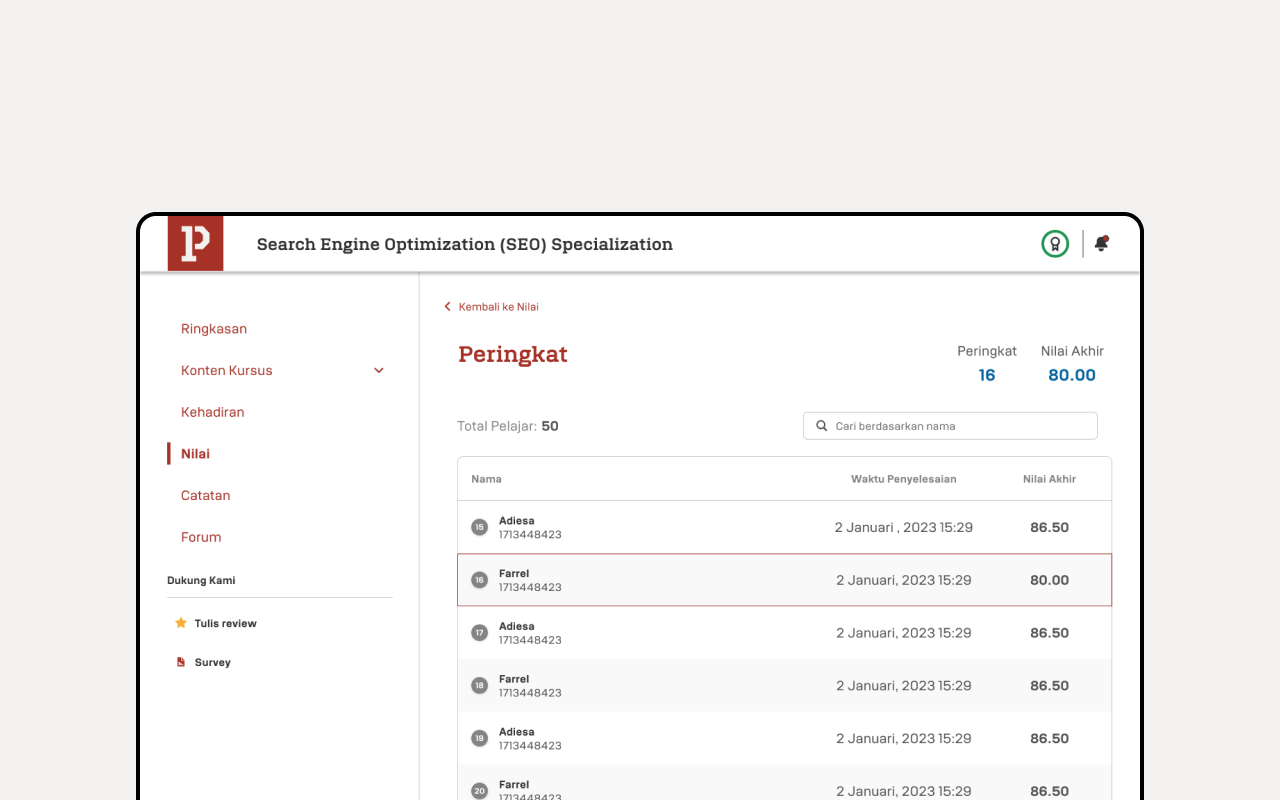 P
Search Engine Optimization (SEO) Specialization
Ringkasan
Konten Kursus
Kehadiran
Nilai
Catatan
Forum
Dukung Kami
Tulis review
Survey
Kembali ke Nilai
Peringkat
Peringkat Nilai Akhir
16 80.00
Total Pelajar: 50
Cari berdasarkan nama
Nama Waktu Penyelesaian Nilai Akhir
15 Adiesa 2 Januari , 2023 15:29 86.50
1713448423
16 Farrel 2 Januari, 2023 15:29 80.00
1713448423
17 Adiesa 2 Januari, 2023 15:29 86.50
1713448423
18 Farrel 2 Januari, 2023 15:29 86.50
1713448423
19 Adiesa 2 Januari, 2023 15:29 86.50
1713448423
20 Farrel 2 Januari, 2023 15:29 86.50
1713448423